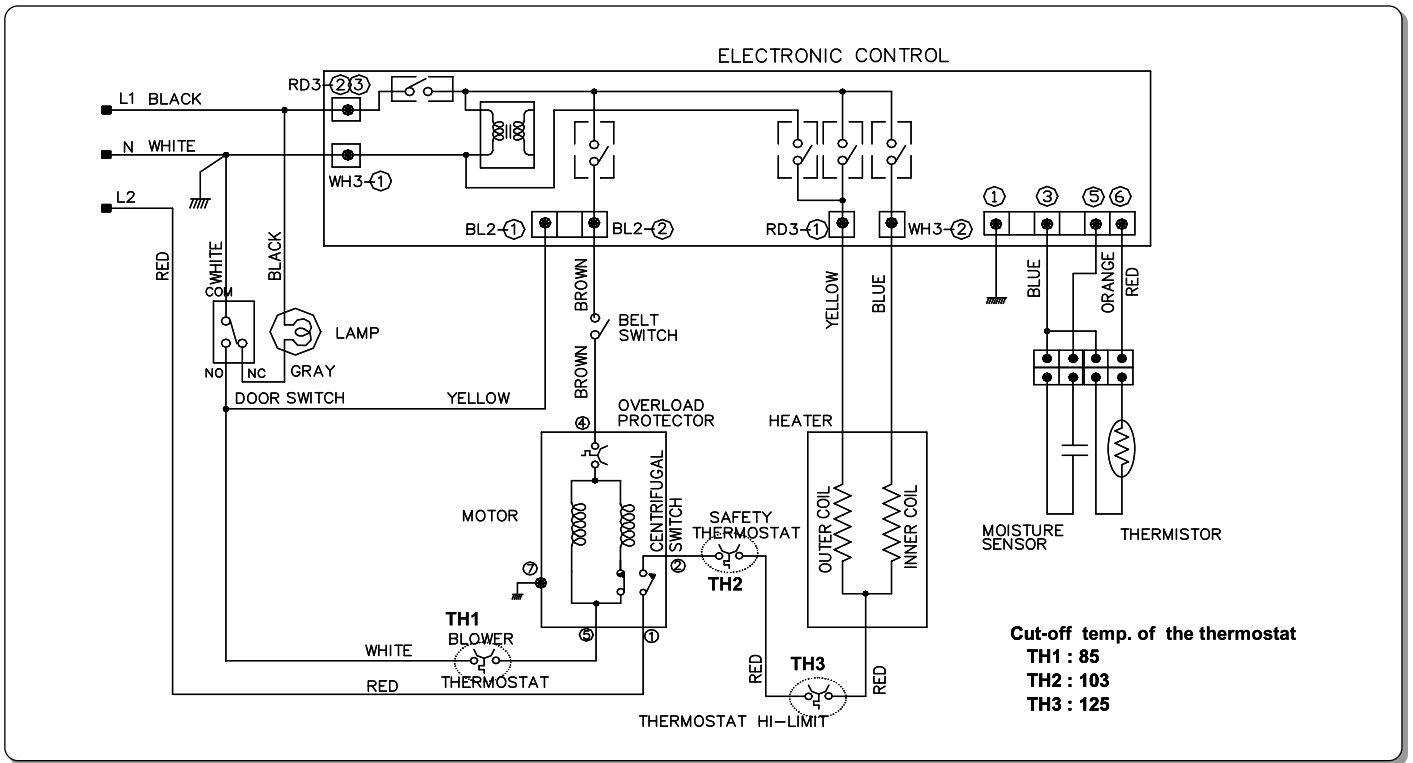 ELECTRONIC CONTROL
RD3-②③
L1 BLACK
N WHITE
WH3-①
L2
BL2-①
BL2-②
RD3-①
WH3-②
①
③
⑤
⑥
RED
WHITE
BLACK
BROWN
YELLOW
BLUE
BLUE
ORANGE
RED
COM
LAMP
BELT
SWITCH
NO
NC
GRAY
DOOR SWITCH
YELLOW
BROWN
④
OVERLOAD
PROTECTOR
HEATER
MOTOR
CENTRIFUGAL
SWITCH
SAFETY
THERMOSTAT
TH2
OUTER COIL
INNER COIL
MOISTURE
SENSOR
THERMISTOR
⑦
②
⑤
①
TH1
BLOWER
THERMOSTAT
WHITE
RED
RED
TH3
RED
THERMOSTAT HI-LIMIT
Cut-off temp. of the thermostat
TH1 : 85
TH2 : 103
TH3 : 125